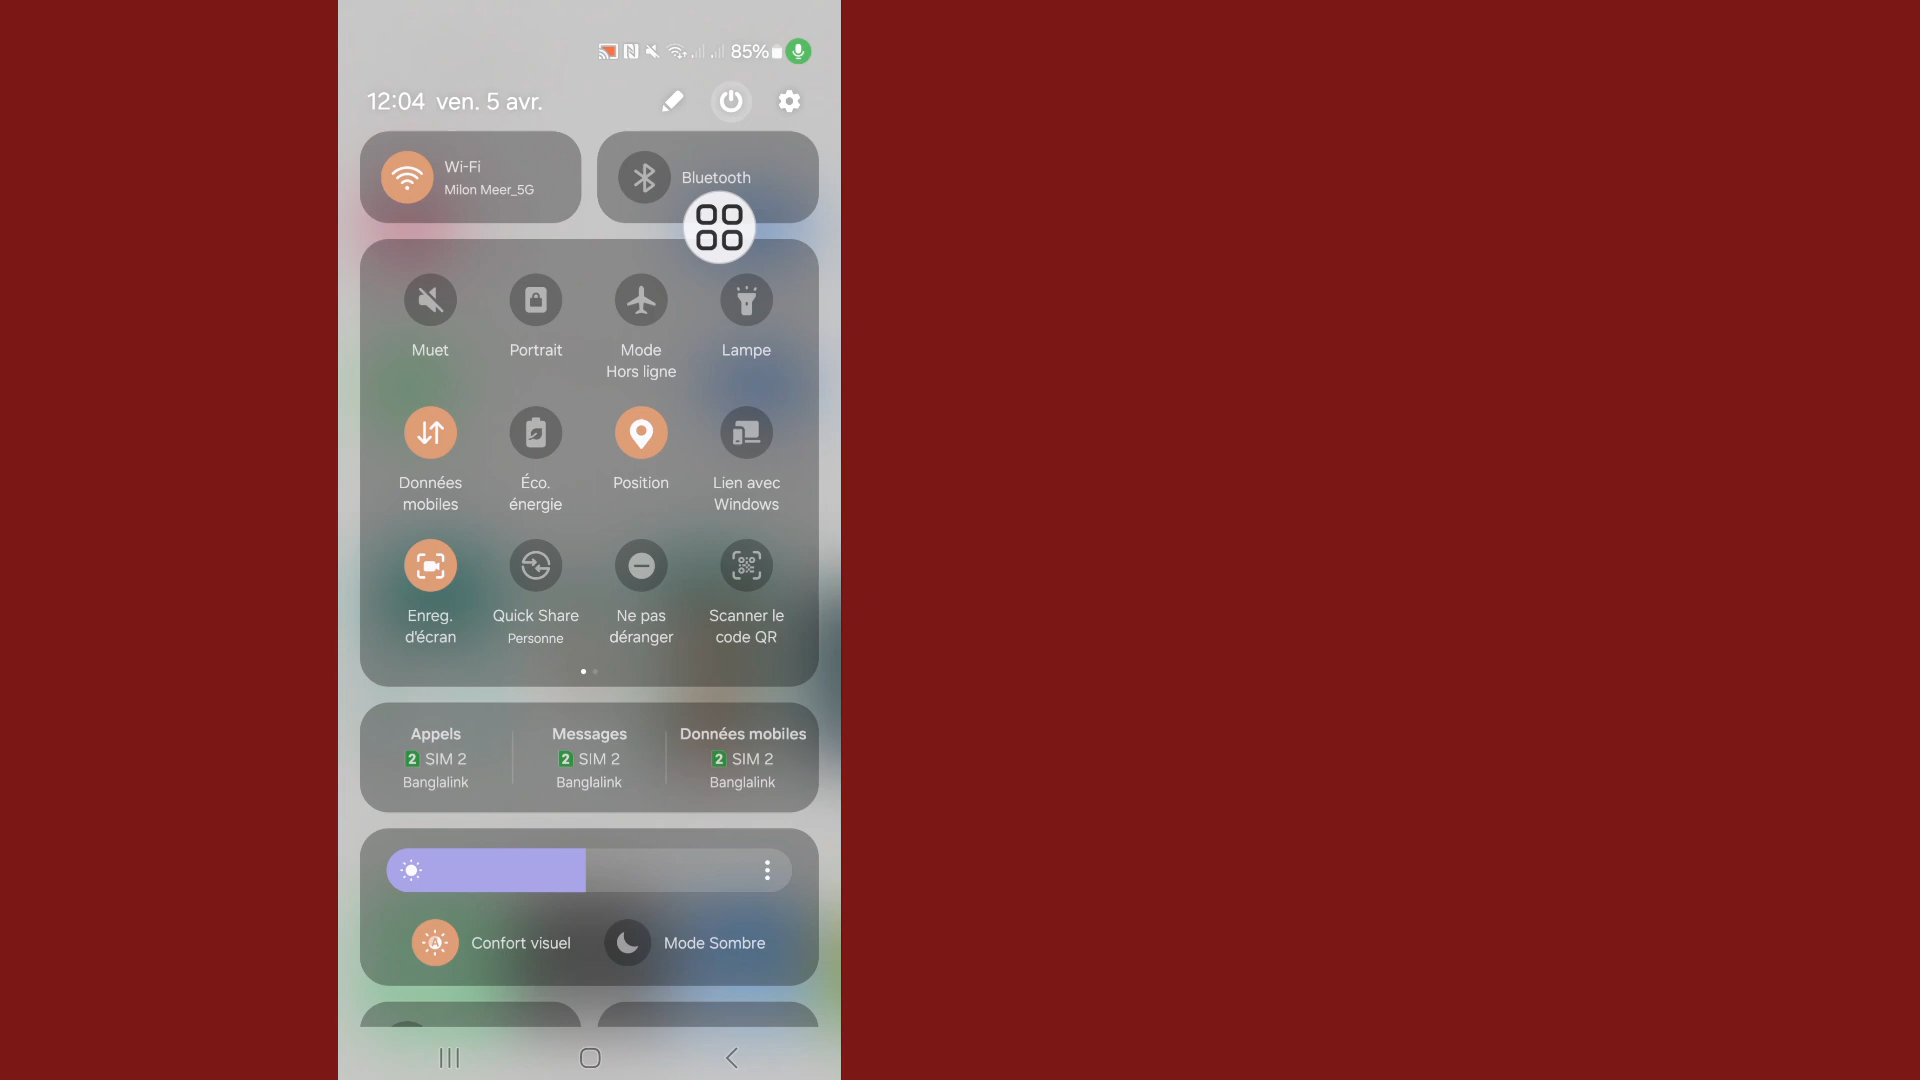 85%
12:04 ven. 5 avr.
Wi-Fi
Milon Meer_5G
Bluetooth
Muet
Portrait
Mode
Hors ligne
Lampe
Données
mobiles
Éco.
énergie
Position
Lien avec
Windows
Enreg.
d'écran
Quick Share
Personne
Ne pas
déranger
Scanner le
code QR
Appels
2 SIM 2
Banglalink
Messages
2 SIM 2
Banglalink
Données mobiles
2 SIM 2
Banglalink
Confort visuel
Mode Sombre